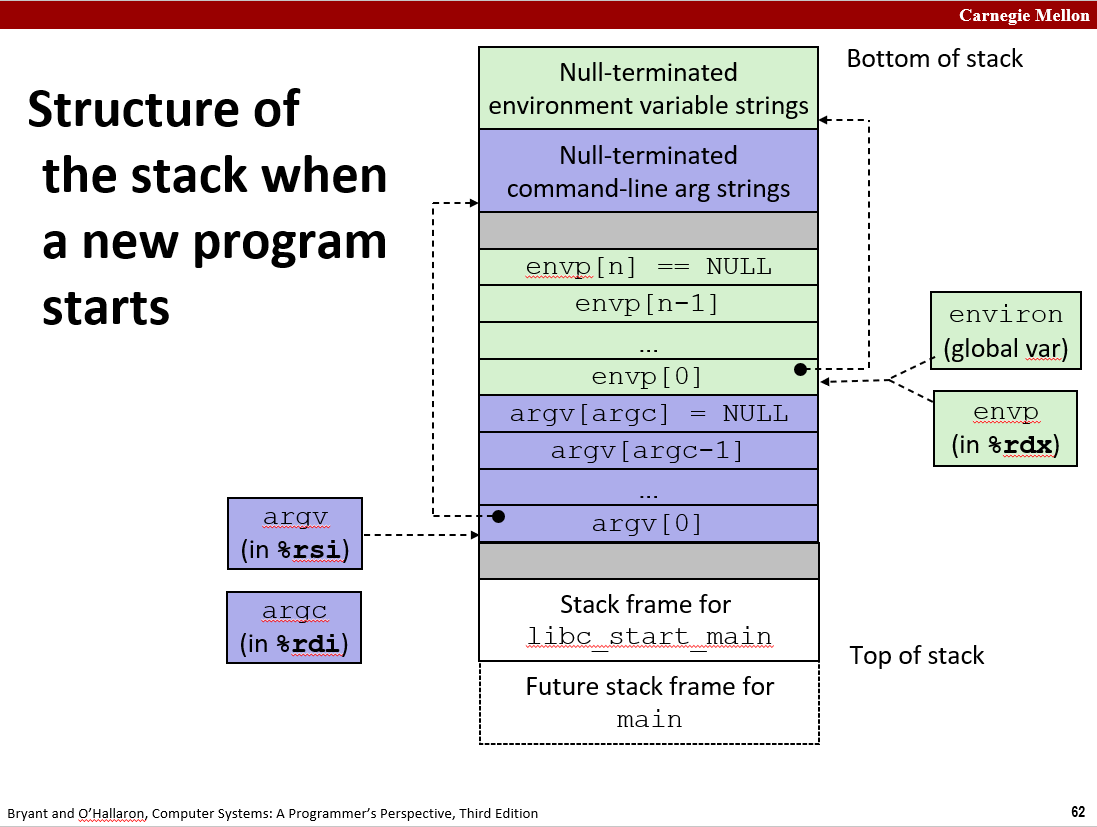 Carnegie Mellon
Structure of
the stack when
a new program
starts
Bottom of stack
Null-terminated
environment variable strings
Null-terminated
command-line arg strings
envp[n] == NULL
envp[n-1]
...
envp[0]
argv[argc] = NULL
argv[argc-1]
...
argv[0]
environ
(global var)
envp
(in %rdx)
argv
(in %rsi)
argc
(in %rdi)
Stack frame for
libc_start_main
Top of stack
Future stack frame for
main
Bryant and O’Hallaron, Computer Systems: A Programmer’s Perspective, Third Edition
62